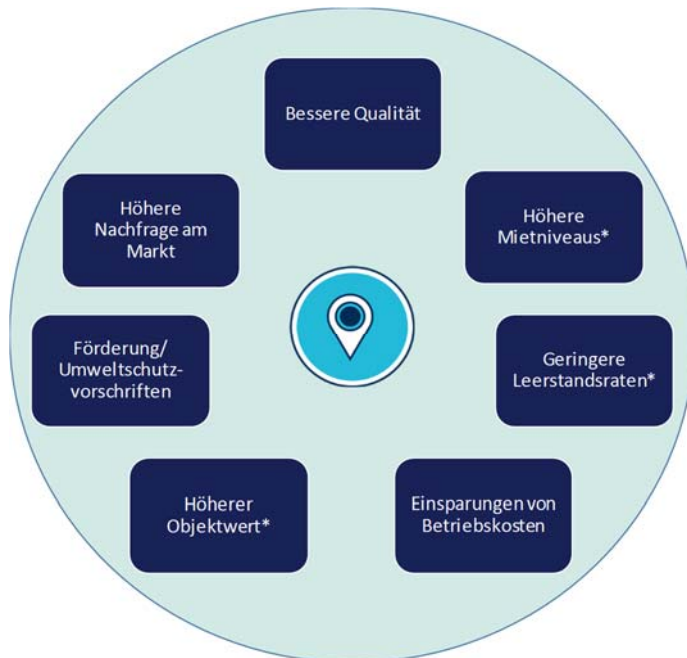 Bessere Qualität
Höhere
Nachfrage am
Markt
Höhere
Mietniveaus*
Förderung/
Umweltschutz-
vorschriften
Geringere
Leerstandsraten*
Höherer
Objektwert*
Einsparungen von
Betriebskosten